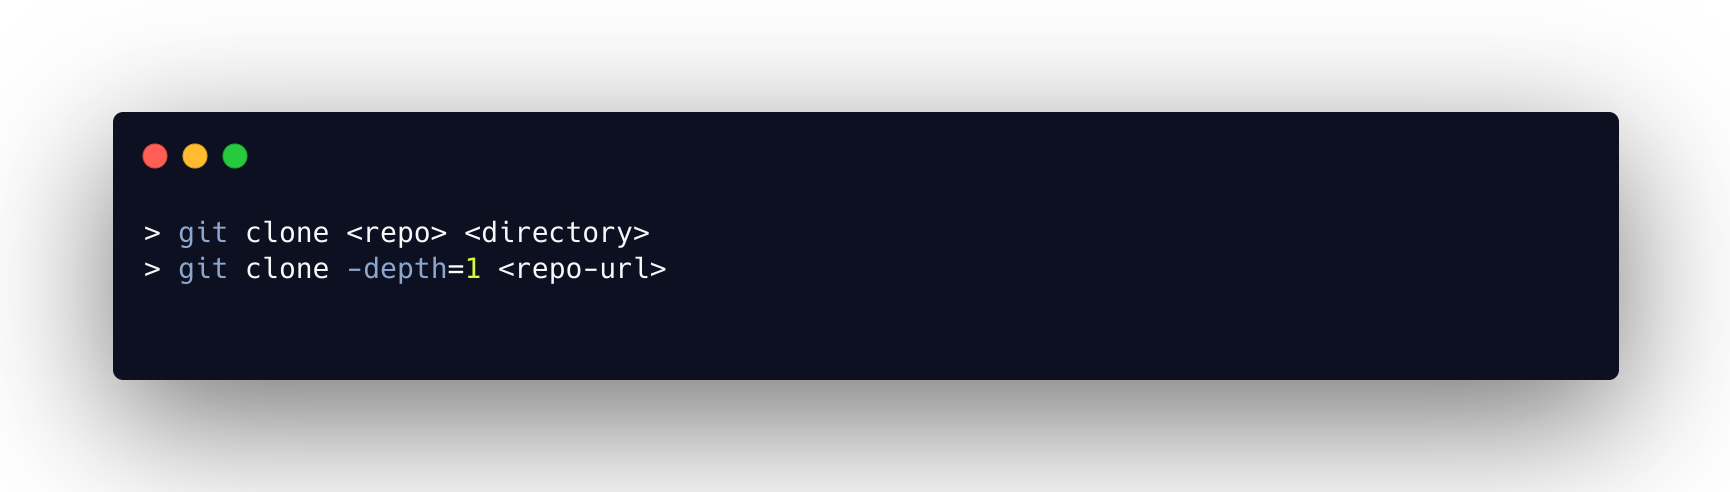 > git clone <repo> <directory>
> git clone -depth=1 <repo-url>